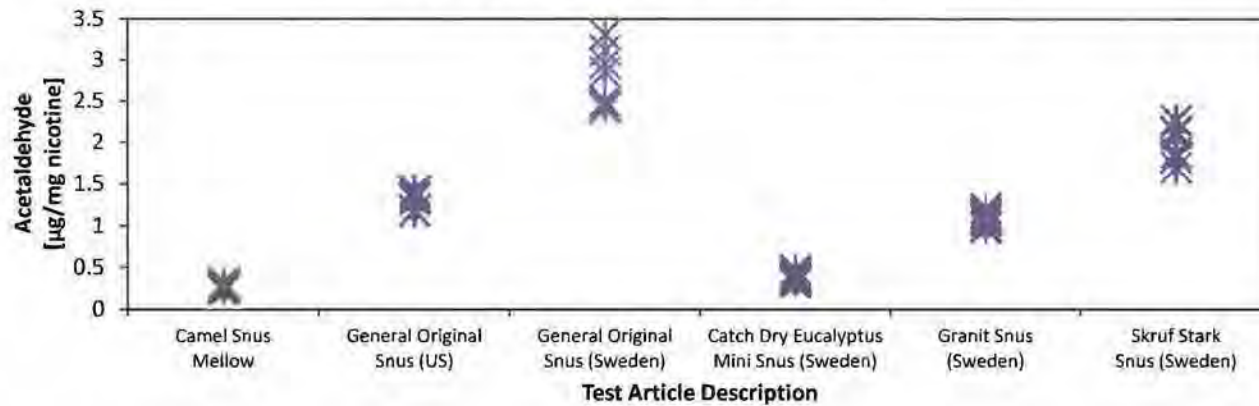 3.5
3
2.5
2
1.5
1
0.5
0
Acetaldehyde
[µg/mg nicotine]
Camel Snus
Mellow
General Original
Snus (US)
General Original
Snus (Sweden)
Catch Dry Eucalyptus
Mini Snus (Sweden)
Granit Snus
(Sweden)
Skruf Stark
Snus (Sweden)
Test Article Description